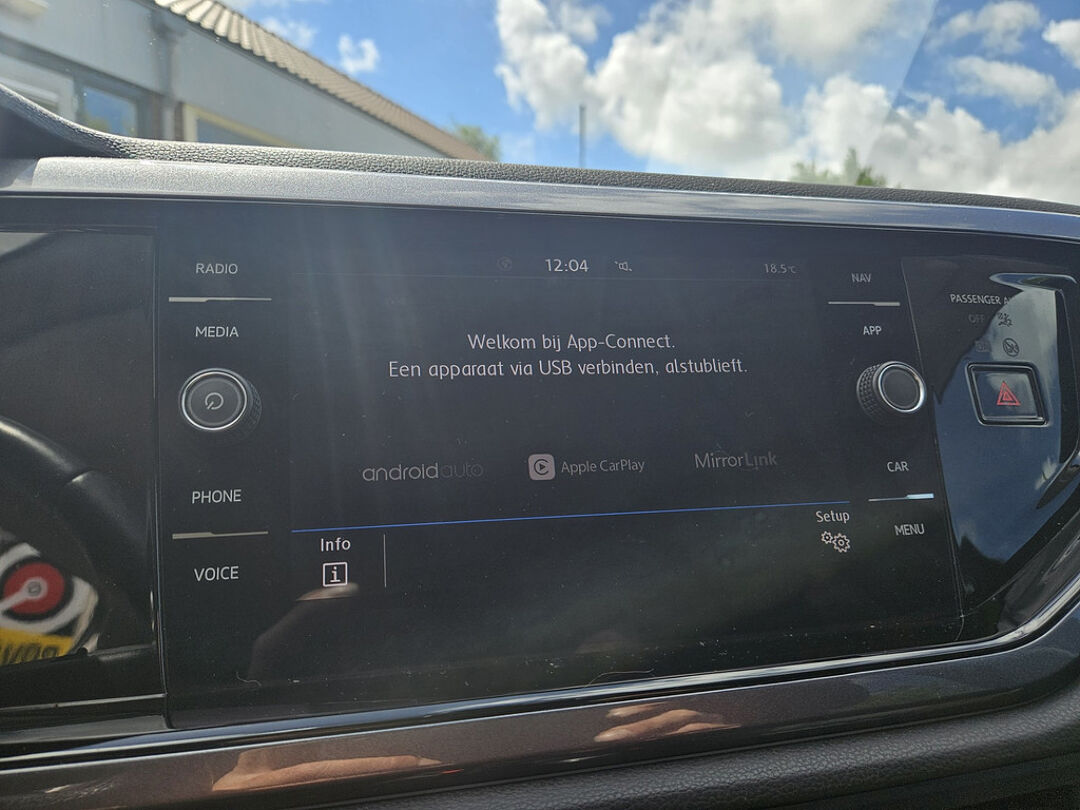 RADIO
MEDIA
PHONE
VOICE
12:04
18.5°C
Welkom bij App-Connect.
Een apparaat via USB verbinden, alstublieft.
androidauto
Apple CarPlay
MirrorLink
Info
i
Setup
NAV
APP
CAR
MENU
PASSENGER
OFF